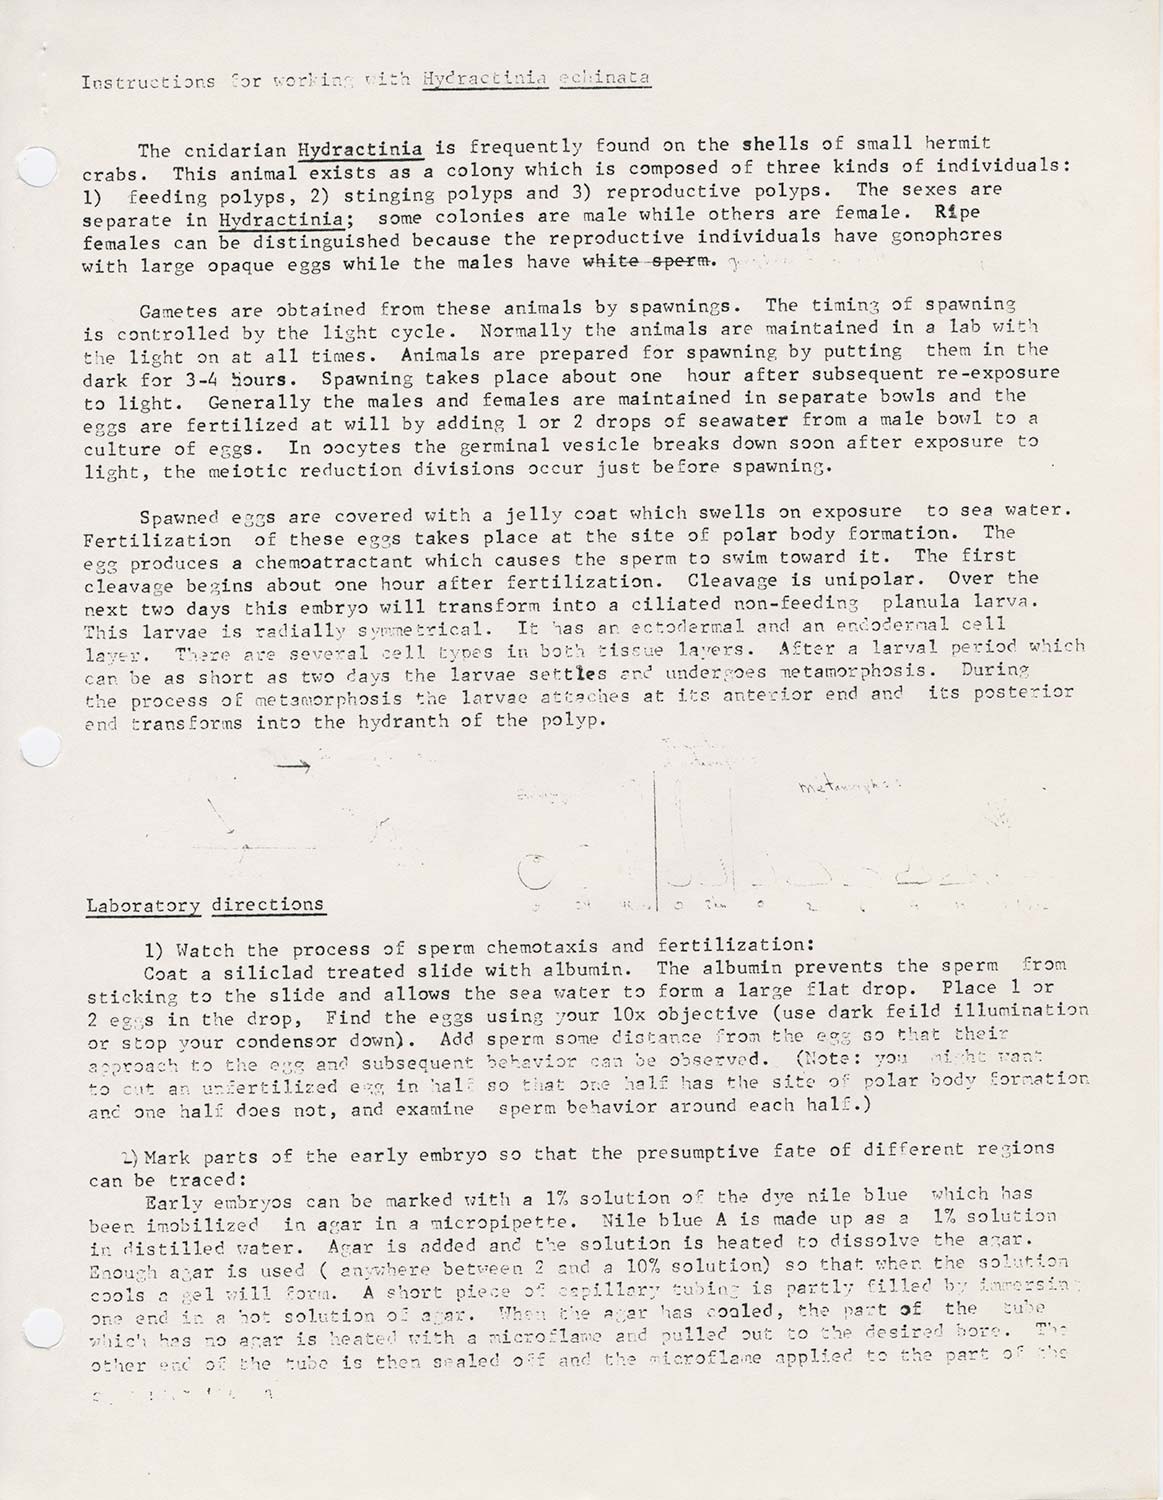 Instructions for working with Hydractinia echinata
The cnidarian Hydractinia is frequently found on the shells of small hermit
crabs. This animal exists as a colony which is composed of three kinds of individuals:
1) feeding polyps, 2) stinging polyps and 3) reproductive polyps. The sexes are
separate in Hydractinia; some colonies are male while others are female. Ripe
females can be distinguished because the reproductive individuals have gonophores
with large opaque eggs while the males have white sperm.
Gametes are obtained from these animals by spawnings. The timing of spawning
is controlled by the light cycle. Normally the animals are maintained in a lab with
the light on at all times. Animals are prepared for spawning by putting them in the
dark for 3-4 hours. Spawning takes place about one hour after subsequent re-exposure
to light. Generally the males and females are maintained in separate bowls and the
eggs are fertilized at will by adding 1 or 2 drops of seawater from a male bowl to a
culture of eggs. In oocytes the germinal vesicle breaks down soon after exposure to
light, the meiotic reduction divisions occur just before spawning.
Spawned eggs are covered with a jelly coat which swells on exposure to sea water.
Fertilization of these eggs takes place at the site of polar body formation. The
egg produces a chemoatractant which causes the sperm to swim toward it. The first
cleavage begins about one hour after fertilization. Cleavage is unipolar. Over the
next two days this embryo will transform into a ciliated non-feeding planula larva.
This larvae is radially symmetrical. It has an ectodermal and an endodermal cell
layer. There are several cell types in both tissue layers. After a larval period which
can be as short as two days the larvae settles and undergoes metamorphosis. During
the process of metamorphosis the larvae attaches at its anterior end and its posterior
end transforms into the hydranth of the polyp.
Laboratory directions
1) Watch the process of sperm chemotaxis and fertilization:
Coat a siliclad treated slide with albumin. The albumin prevents the sperm from
sticking to the slide and allows the sea water to form a large flat drop. Place 1 or
2 eggs in the drop, Find the eggs using your 10x objective (use dark feild illumination
or stop your condensor down). Add sperm some distance from the egg so that their
approach to the egg and subsequent behavior can be observed. (Note: you might want
to cut an unfertilized egg in half so that one half has the site of polar body formation
and one half does not, and examine sperm behavior around each half.)
2) Mark parts of the early embryo so that the presumptive fate of different regions
can be traced:
Early embryos can be marked with a 1% solution of the dye nile blue which has
been imobilized in agar in a micropipette. Nile blue A is made up as a 1% solution
in distilled water. Agar is added and the solution is heated to dissolve the agar.
Enough agar is used ( anywhere between 2 and a 10% solution) so that when the solution
cools a gel will form. A short piece of capillary tubing is partly filled by immersing
one end in a hot solution of agar. When the agar has cooled, the part of the tube
which has no agar is heated with a microflame and pulled out to the desired bore. The
other end of the tube is then sealed off and the microflame applied to the part of the